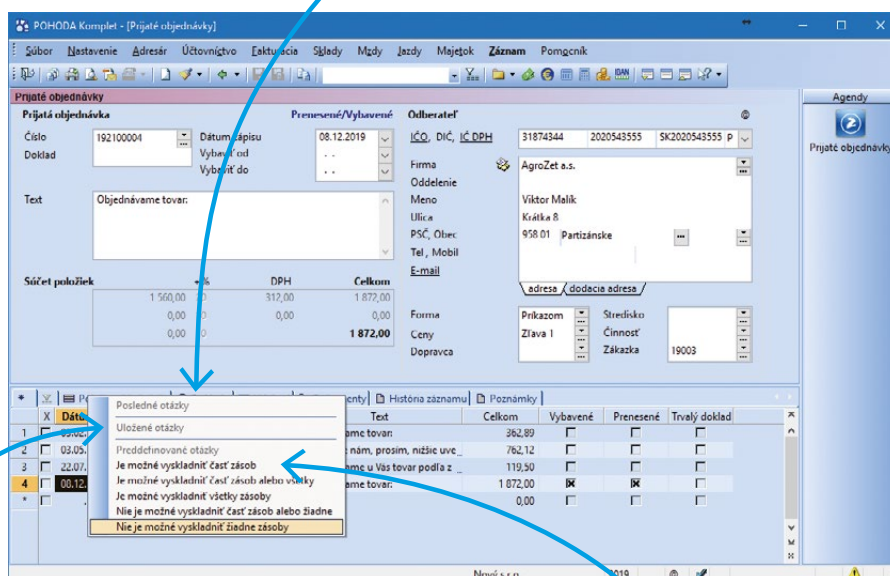 POHODA Komplet - [Prijaté objednávky]
Súbor Nastavenie Adresár Účtovníctvo Fakturácia Sklady Mzdy Jazdy Majetok Záznam Pomocník
Prijaté objednávky
Agendy
Prijaté objednávky
Prijatá objednávka Prenesené/Vybavené
Číslo 192100004 Dátum zápisu 08.12.2019
Doklad Vybaviť od . .
Vybaviť do . .
Text Objednávame tovar:
Súčet položiek % DPH Celkom
1 560,00 312,00 1 872,00
0,00 0,00 0,00
0,00 1 872,00
Odberateľ
IČO, DIČ, IČ DPH 31874344 2020543555 SK2020543555 P
Firma AgroZet a.s.
Oddelenie
Meno Viktor Malík
Ulica Krátka 8
PSČ, Obec 958 01 Partizánske
Tel , Mobil
E-mail
adresa dodacia adresa
Forma Príkazom Stredisko
Ceny Zľava 1 Činnosť
Dopravca Zákazka 19003
História záznamu Poznámky
X Text Celkom Vybavené Prenesené Trvalý doklad
1 ame tovar: 362,89
2 03.05. nám, prosím, nižšie uve_ 762,12
3 22.07. ame u Vás tovar podľa z _ 119,50
4 08.12. ame tovar: 1 872,00
* 0,00
Posledné otázky
Uložené otázky
Preddefinované otázky
Je možné vyskladniť časť zásob
Je možné vyskladniť časť zásob alebo všetky
Je možné vyskladniť všetky zásoby
Nie je možné vyskladniť časť zásob alebo žiadne
Nie je možné vyskladniť žiadne zásoby
2019